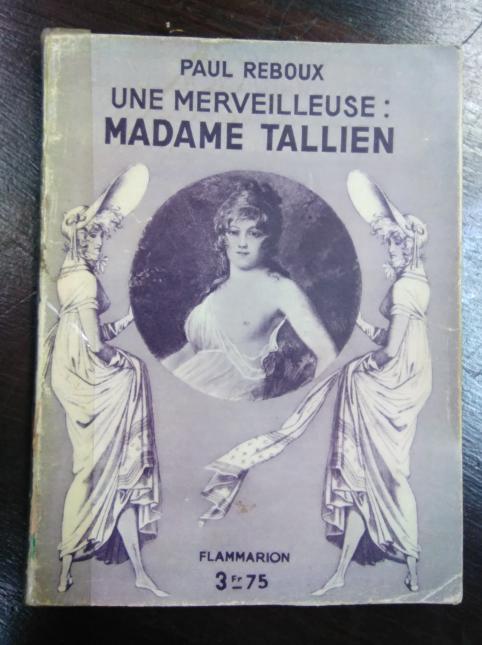 PAUL REBOUX
UNE MERVEILLEUSE :
MADAME TALLIEN
FLAMMARION
3 Fr 75